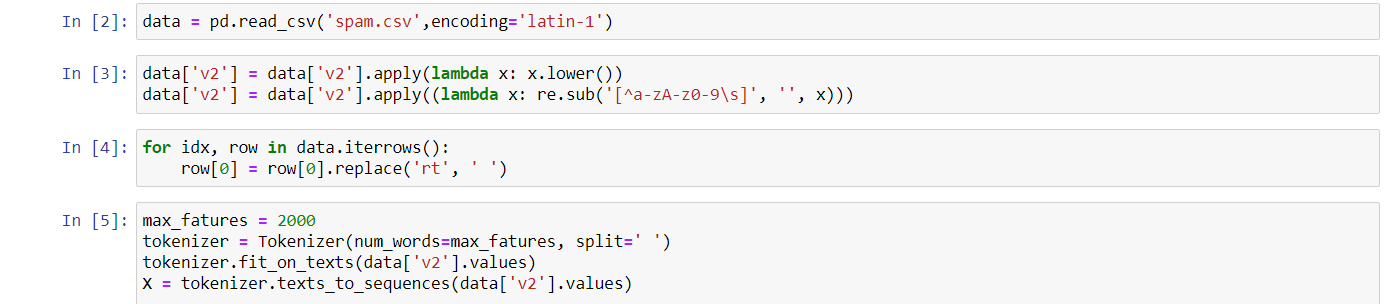 In [2]: data = pd.read_csv('spam.csv',encoding='latin-1')
In [3]: data['v2'] = data['v2'].apply(lambda x: x.lower())
data['v2'] = data['v2'].apply((lambda x: re.sub('[^a-zA-z0-9\s]', '', x)))
In [4]: for idx, row in data.iterrows():
    row[0] = row[0].replace('rt', ' ')
In [5]: max_fatures = 2000
tokenizer = Tokenizer(num_words=max_fatures, split=' ')
tokenizer.fit_on_texts(data['v2'].values)
X = tokenizer.texts_to_sequences(data['v2'].values)